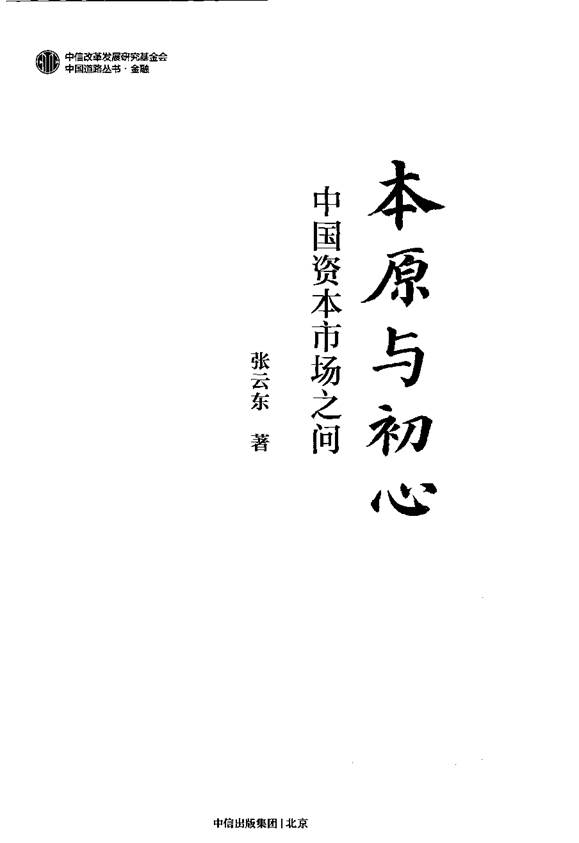 中信改革发展研究基金会
中国道路丛书·金融
本原与初心
中国资本市场之问
张云东 著
中信出版集团|北京